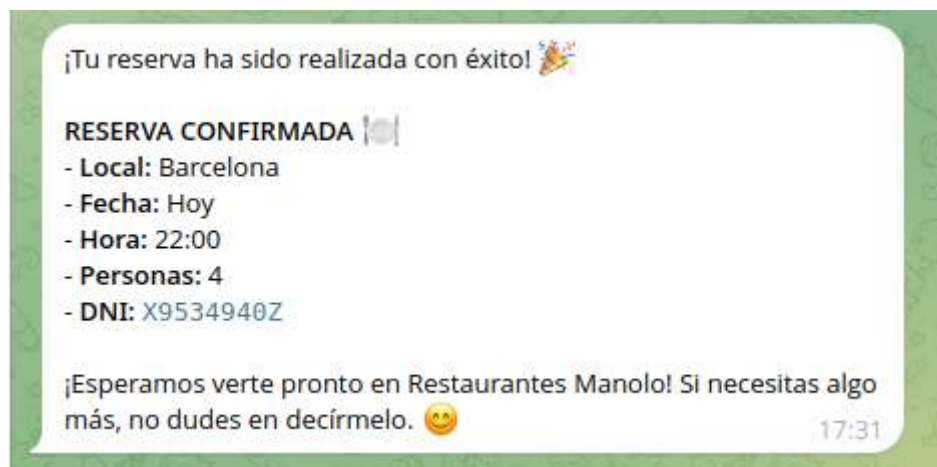 ¡Tu reserva ha sido realizada con éxito! 🎉
RESERVA CONFIRMADA 🍽️
- Local: Barcelona
- Fecha: Hoy
- Hora: 22:00
- Personas: 4
- DNI: X9534940Z
¡Esperamos verte pronto en Restaurantes Manolo! Si necesitas algo
más, no dudes en decírmelo. 😊
17:31